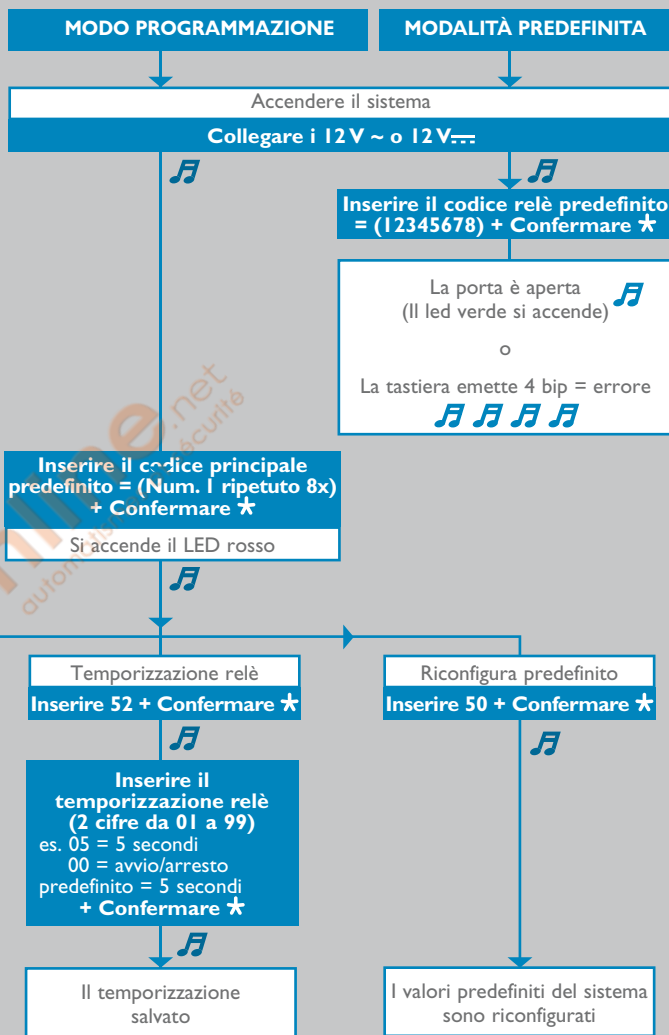 MODO PROGRAMMAZIONE
MODALITÀ PREDEFINITA
Accendere il sistema
Collegare i 12 V ~ o 12 V
Inserire il codice relè predefinito
= (12345678) + Confermare *
La porta è aperta
(Il led verde si accende)
o
La tastiera emette 4 bip = errore
Inserire il codice principale
predefinito = (Num. 1 ripetuto 8x)
+ Confermare *
Si accende il LED rosso
Temporizzazione relè
Inserire 52 + Confermare *
Riconfigura predefinito
Inserire 50 + Confermare *
Inserire il
temporizzazione relè
(2 cifre da 01 a 99)
es. 05 = 5 secondi
00 = avvio/arresto
predefinito = 5 secondi
+ Confermare *
Il temporizzazione
salvato
I valori predefiniti del sistema
sono riconfigurati